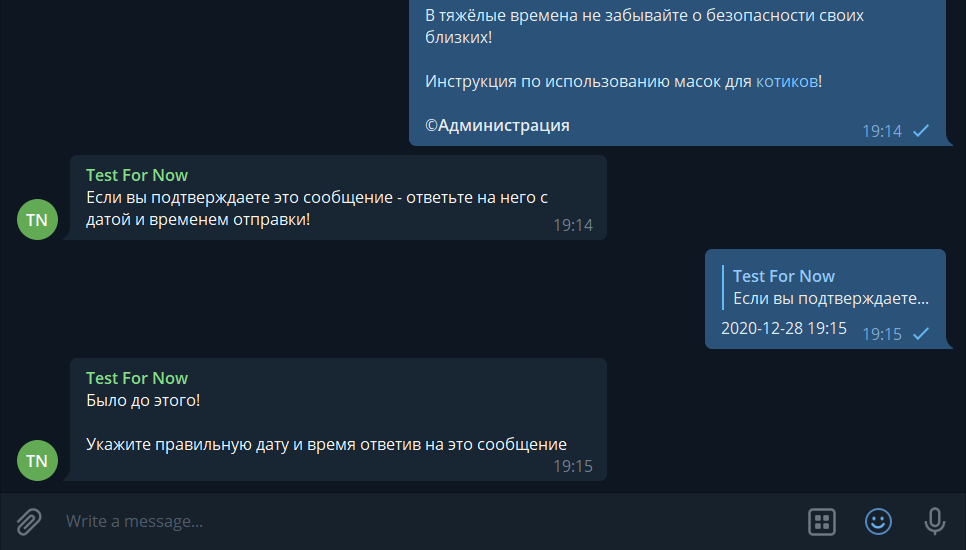 В тяжёлые времена не забывайте о безопасности своих
близких!
Инструкция по использованию масок для котиков!
©Администрация
19:14
Test For Now
Если вы подтверждаете это сообщение - ответьте на него с
датой и временем отправки!
TN
19:14
Test For Now
Если вы подтверждаете...
2020-12-28 19:15
19:15
Test For Now
Было до этого!
Укажите правильную дату и время ответив на это сообщение
TN
19:15
Write a message...